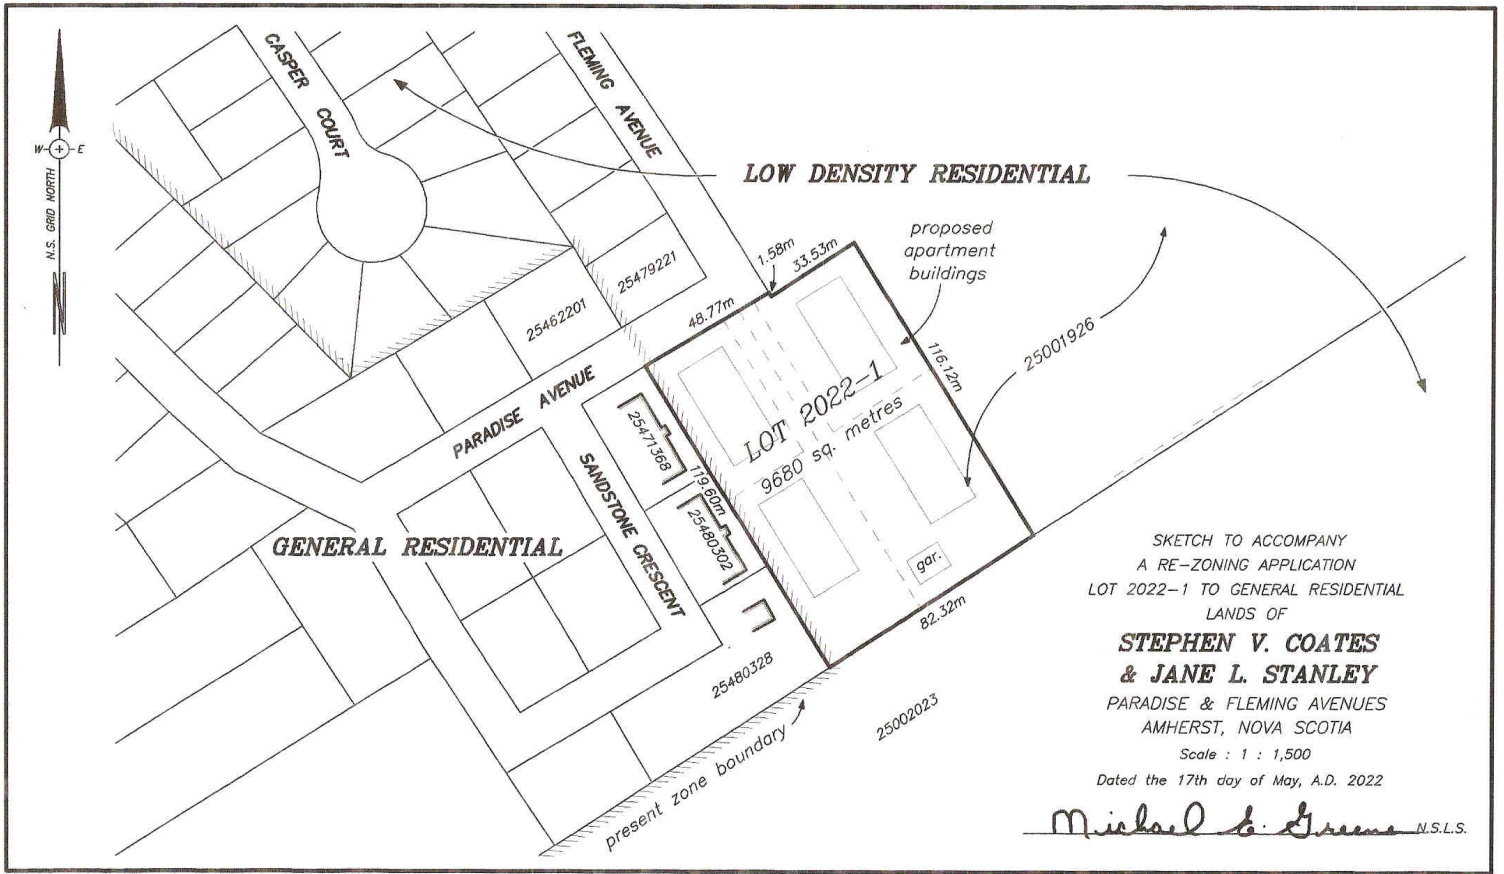 CASPER COURT
FLEMING AVENUE
W
E
N.S. GRID NORTH
N
LOW DENSITY RESIDENTIAL
proposed
apartment
buildings
1.58m
33.53m
48.77m
25479221
25462201
116.12m
25001926
PARADISE AVENUE
LOT 2022-1
9680 sq. metres
25471368
119.60m
25480302
SANDSTONE CRESCENT
GENERAL RESIDENTIAL
gar.
82.32m
25480328
25002023
present zone boundary
SKETCH TO ACCOMPANY
A RE-ZONING APPLICATION
LOT 2022-1 TO GENERAL RESIDENTIAL
LANDS OF
STEPHEN V. COATES
& JANE L. STANLEY
PARADISE & FLEMING AVENUES
AMHERST, NOVA SCOTIA
Scale : 1 : 1,500
Dated the 17th day of May, A.D. 2022
Michael E. Greene N.S.L.S.